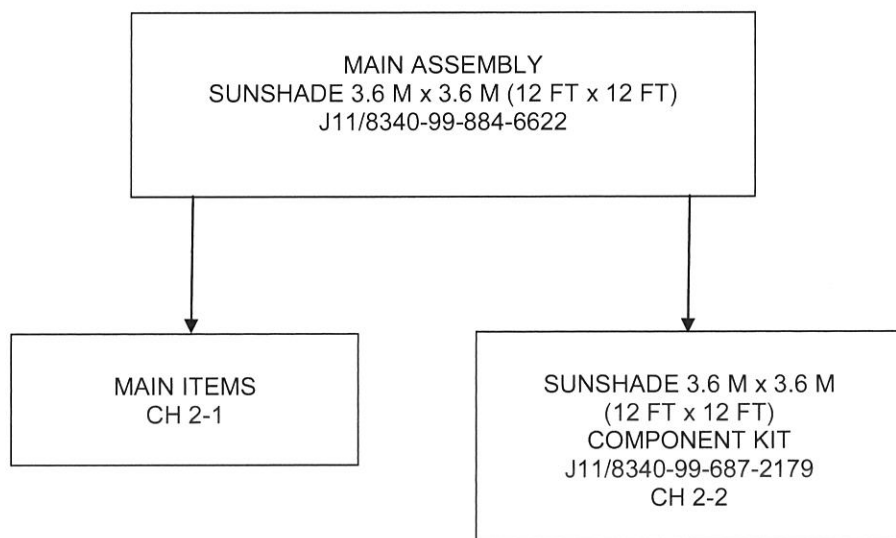 MAIN ASSEMBLY
SUNSHADE 3.6 M x 3.6 M (12 FT x 12 FT)
J11/8340-99-884-6622
MAIN ITEMS
CH 2-1
SUNSHADE 3.6 M x 3.6 M
(12 FT x 12 FT)
COMPONENT KIT
J11/8340-99-687-2179
CH 2-2